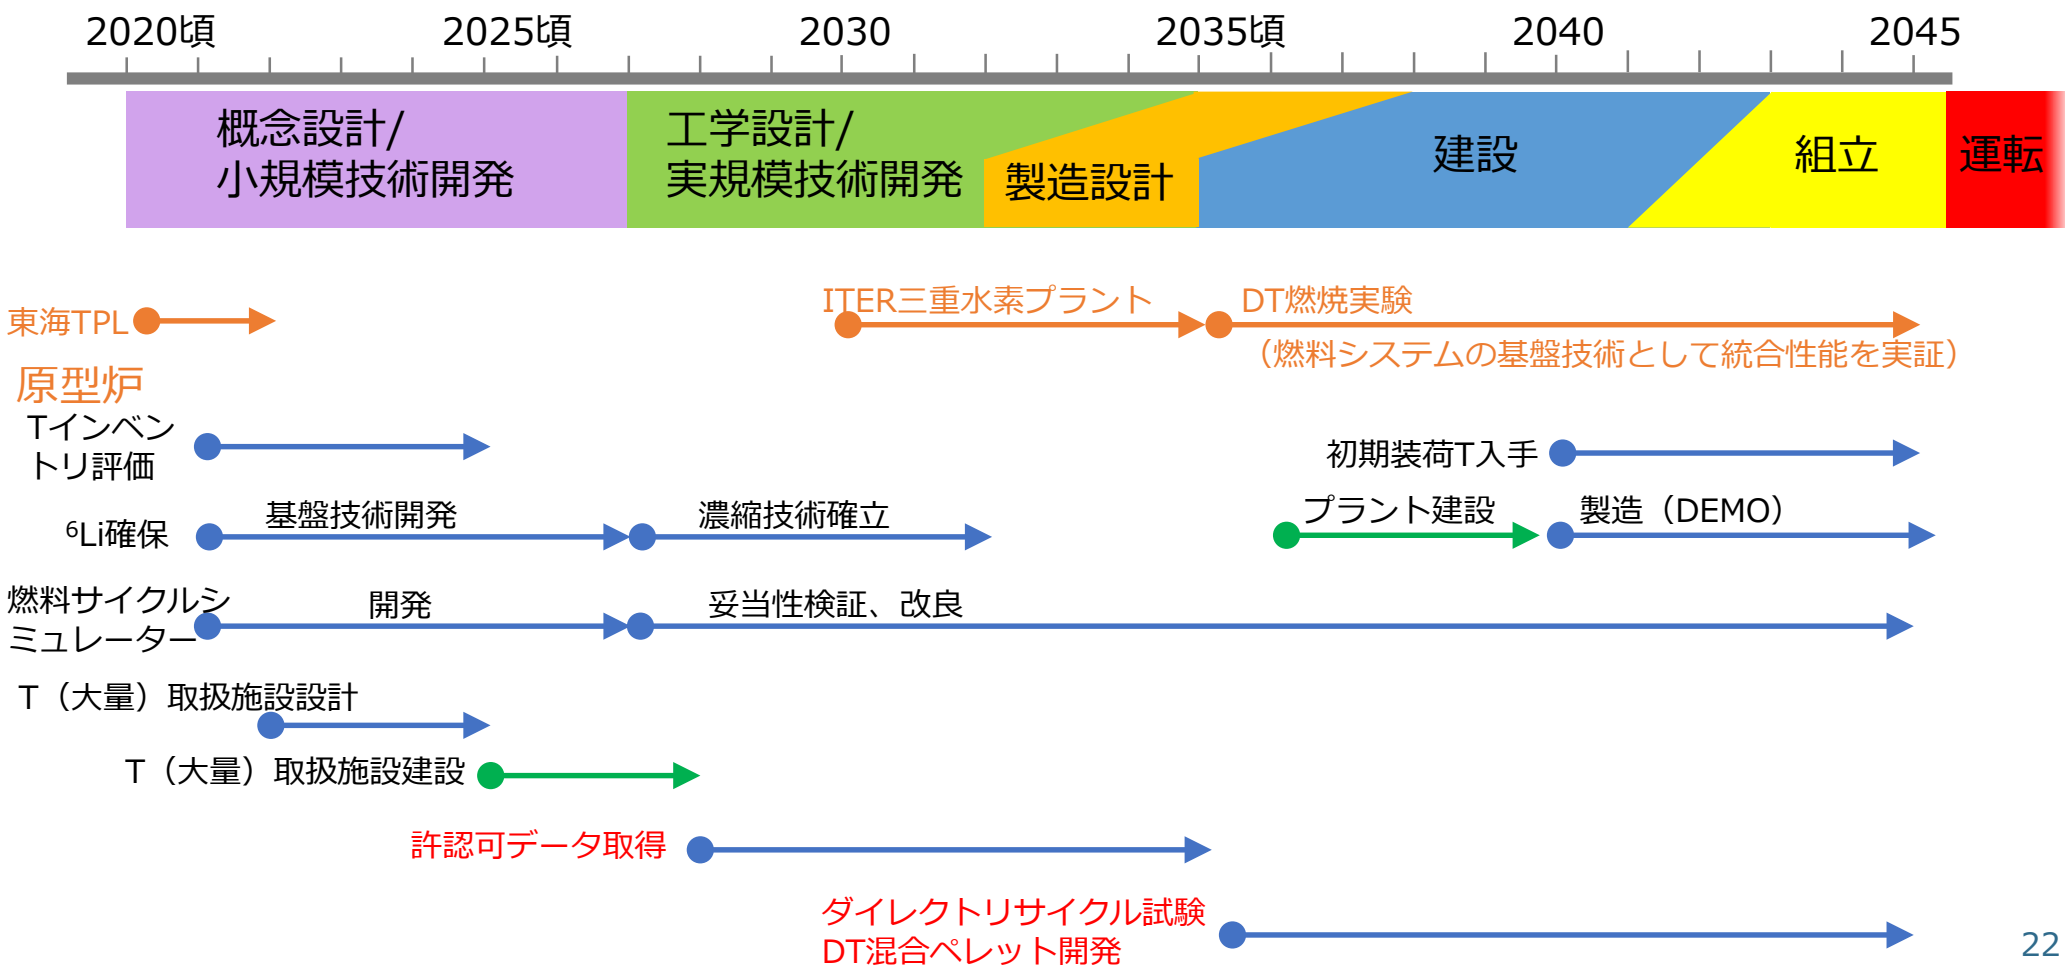 2020頃 2025頃 2030 2035頃 2040 2045
概念設計/
小規模技術開発
工学設計/
実規模技術開発
製造設計
建設
組立
運転
東海TPL
ITER三重水素プラント
DT燃焼実験
（燃料システムの基盤技術として統合性能を実証）
原型炉
Tインベン
トリ評価
初期装荷T入手
⁶Li確保
基盤技術開発
濃縮技術確立
プラント建設
製造（DEMO）
燃料サイクルシ
ミュレーター
開発
妥当性検証、改良
T（大量）取扱施設設計
T（大量）取扱施設建設
許認可データ取得
ダイレクトリサイクル試験
DT混合ペレット開発
22